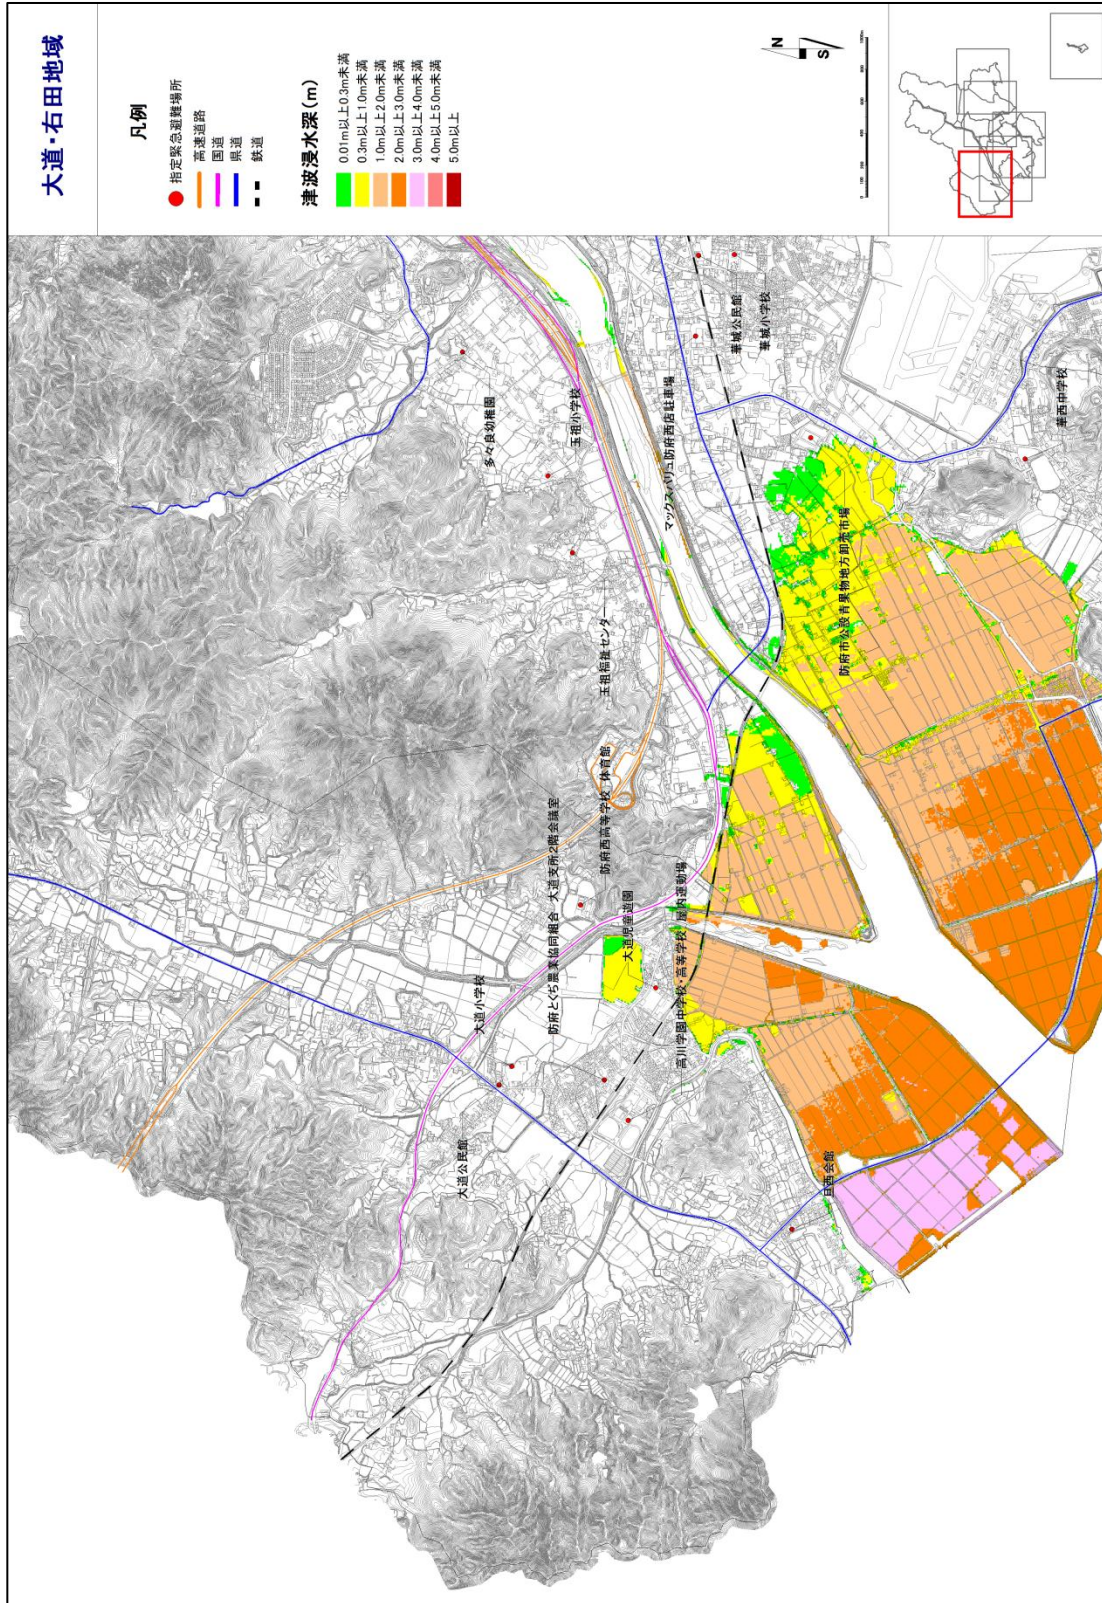 大道・右田地域
凡例
指定緊急避難場所
高速道路
国道
県道
鉄道
津波浸水深(m)
0.01m以上0.3m未満
0.3m以上1.0m未満
1.0m以上2.0m未満
2.0m以上3.0m未満
3.0m以上4.0m未満
4.0m以上5.0m未満
5.0m以上
N
S
多々良幼稚園
玉祖小学校
マックスバリュ防府西店駐車場
華城公民館
華城小学校
華西中学校
防府市公設青果物地方卸売市場
玉祖福祉センター
防府西高等学校 体育館
大道支所2階会議室
防府とくぢ農業協同組合
大道小学校
大道児童遊園
高川学園中学校・高等学校 屋内運動場
大道公民館
旦西会館